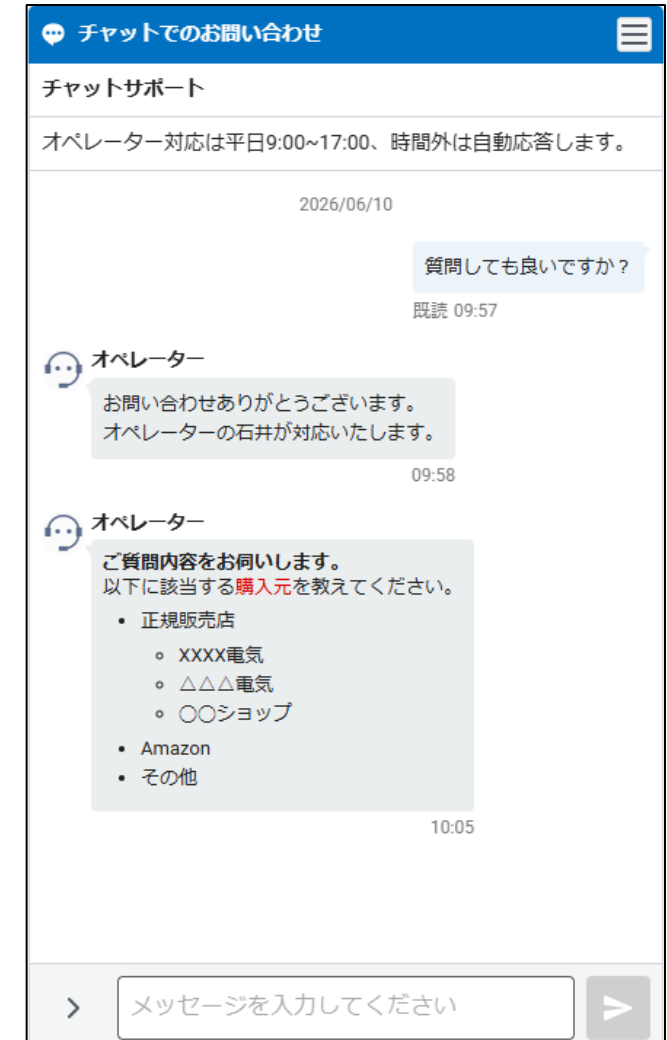 チャットでのお問い合わせ
チャットサポート
オペレーター対応は平日9:00~17:00、時間外は自動応答します。
2026/06/10
質問しても良いですか？
既読 09:57
オペレーター
お問い合わせありがとうございます。
オペレーターの石井が対応いたします。
09:58
オペレーター
ご質問内容をお伺いします。
以下に該当する購入元を教えてください。
• 正規販売店
◦ XXXX電気
◦ △△△電気
◦ 〇〇ショップ
• Amazon
• その他
10:05
メッセージを入力してください